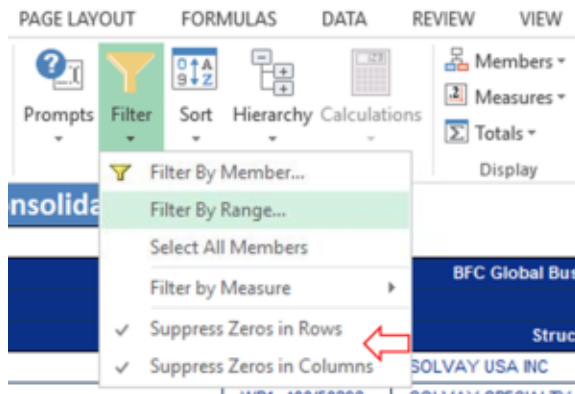 PAGE LAYOUT FORMULAS DATA REVIEW VIEW
Prompts Filter Sort Hierarchy Calculations
Members
Measures
Totals
Display
Filter By Member...
Filter By Range...
Select All Members
Filter by Measure
Suppress Zeros in Rows
Suppress Zeros in Columns
nsolida
BFC Global Bus
Struc
SOLVAY USA INC